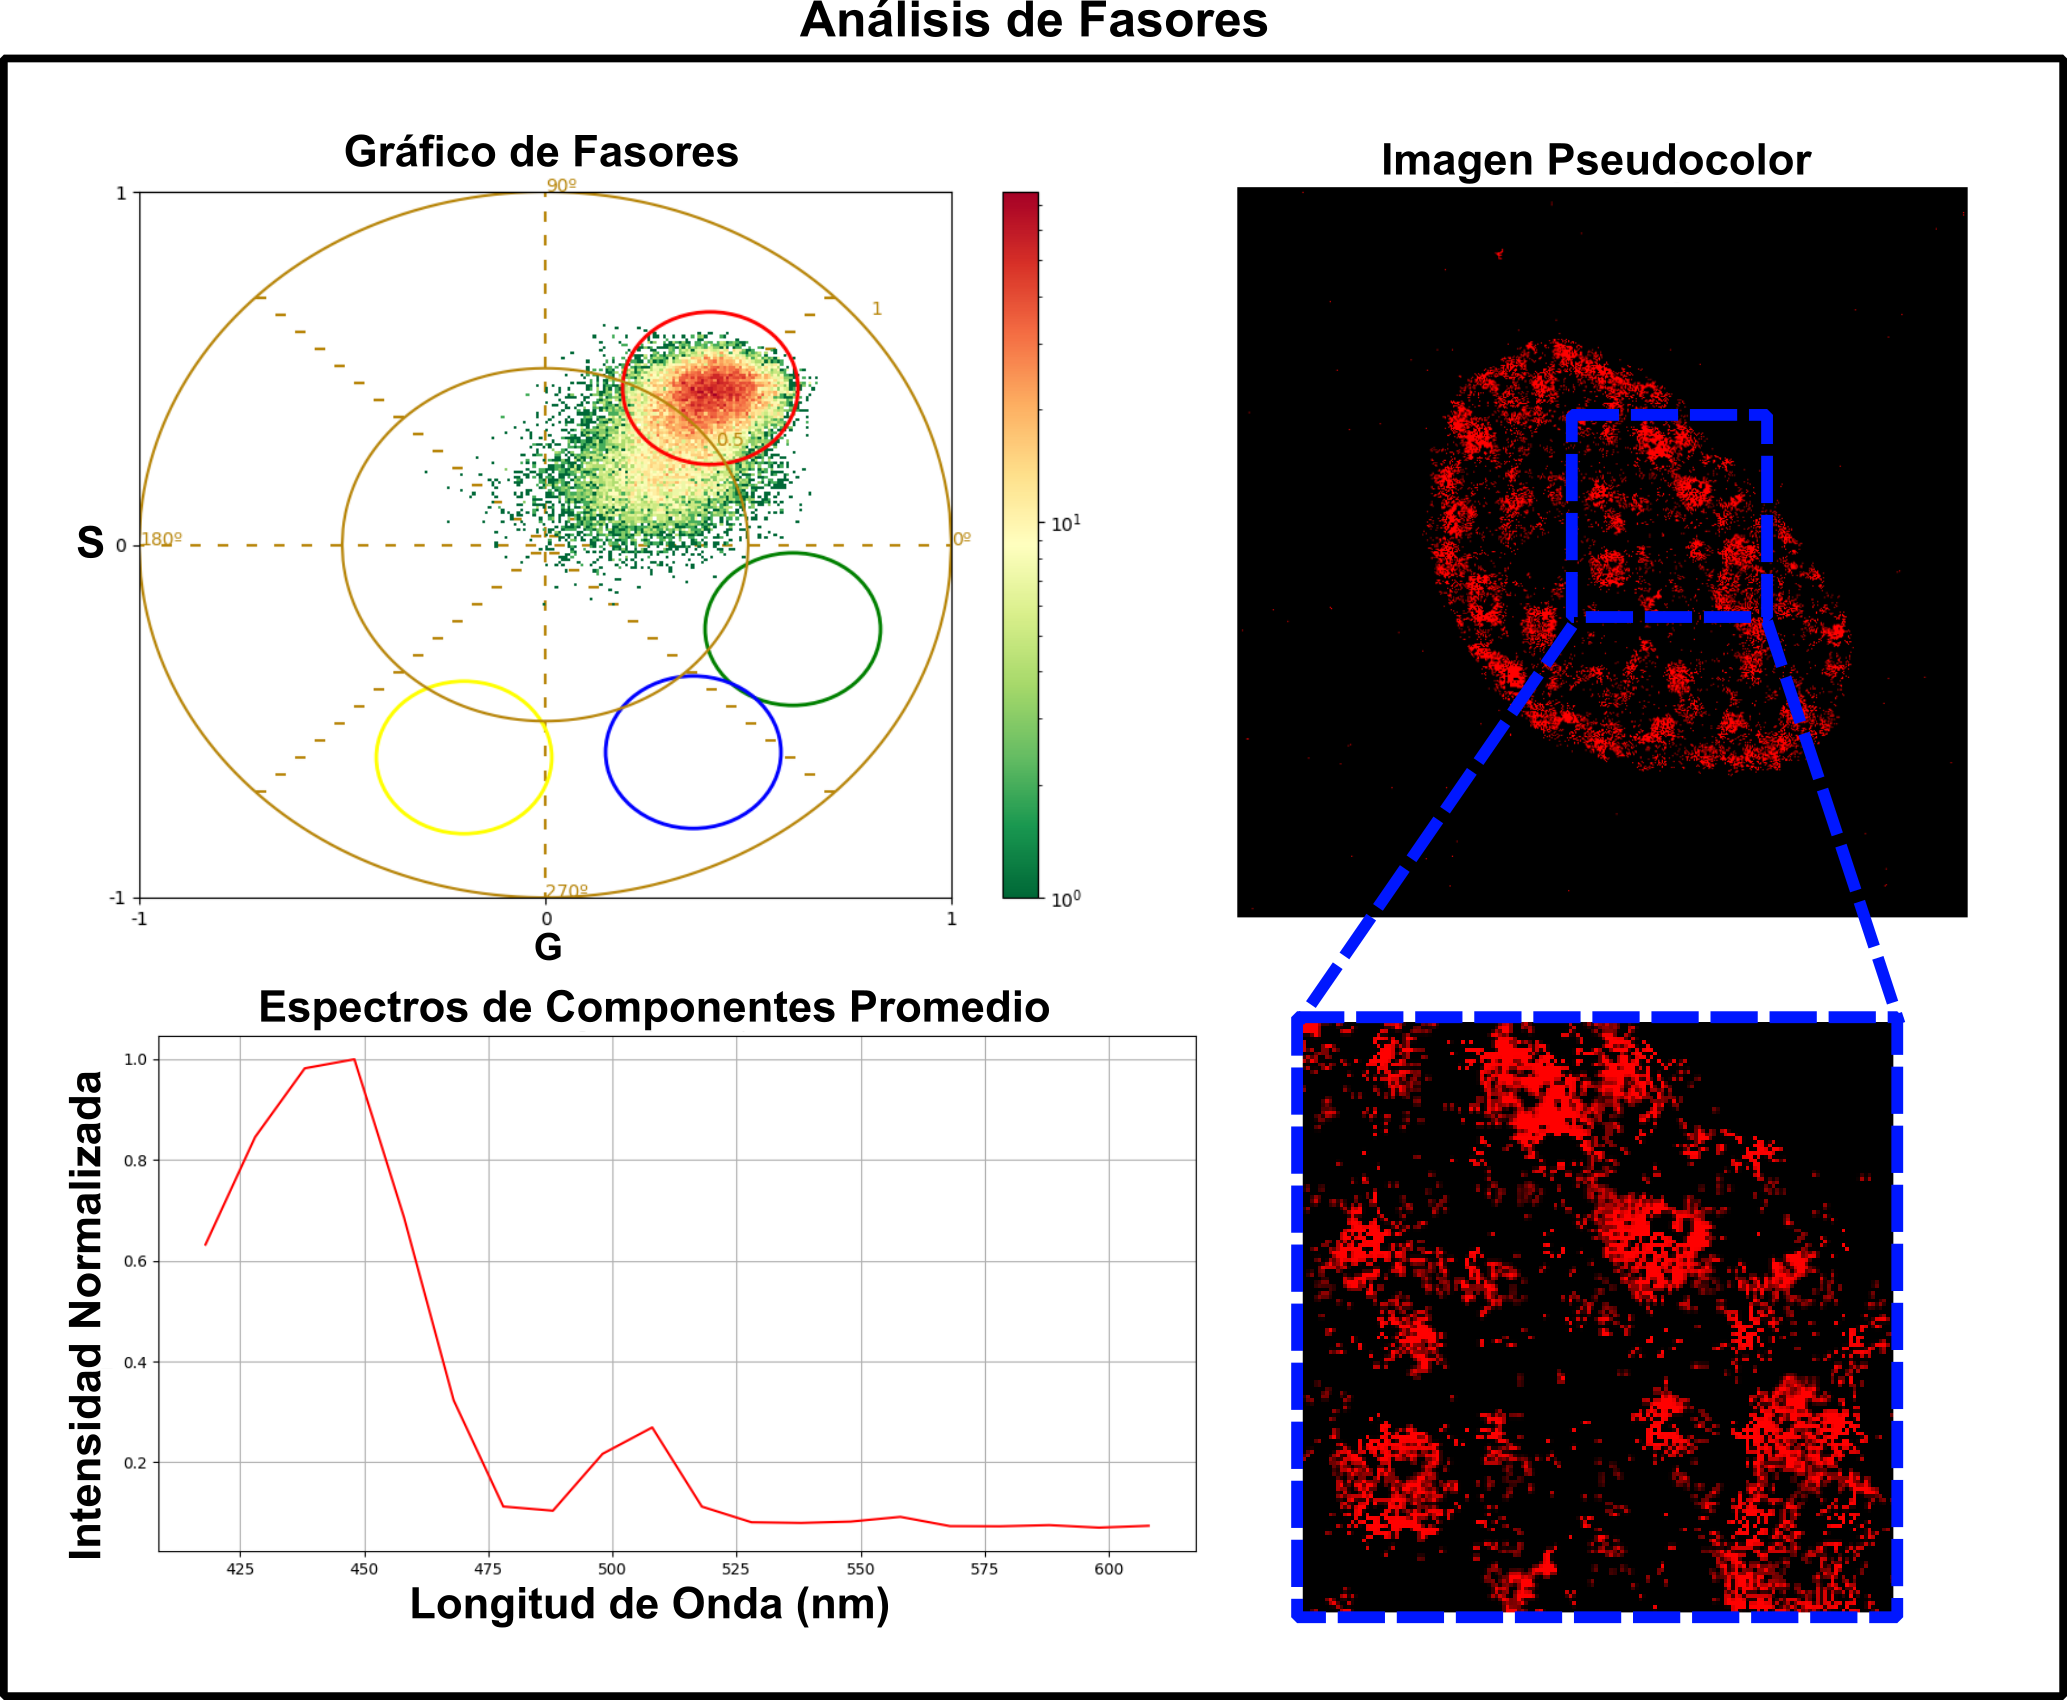 Análisis de Fasores
Gráfico de Fasores
1
90º
1
0.5
S
0
180º
0º
-1
270º
-1
0
1
G
10¹
10⁰
Imagen Pseudocolor
Espectros de Componentes Promedio
Intensidad Normalizada
1.0
0.8
0.6
0.4
0.2
425
450
475
500
525
550
575
600
Longitud de Onda (nm)